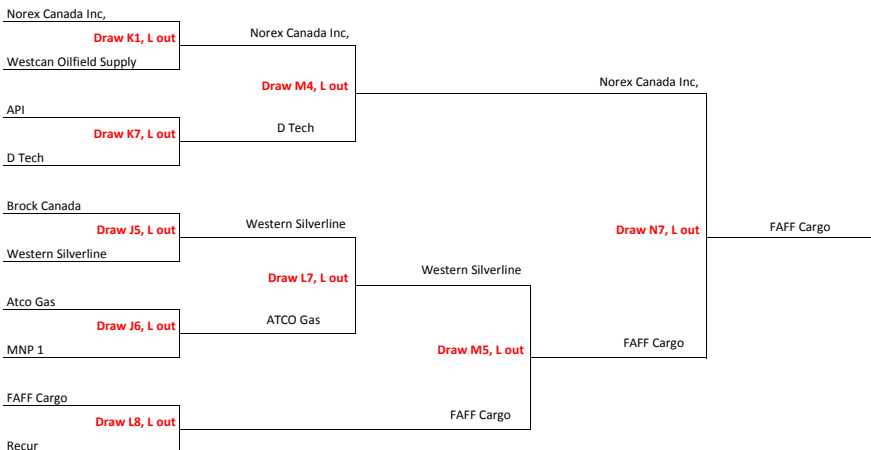 Norex Canada Inc,
Draw K1, L out
Westcan Oilfield Supply
Norex Canada Inc,
Draw M4, L out
API
Draw K7, L out
D Tech
D Tech
Norex Canada Inc,
Brock Canada
Draw J5, L out
Western Silverline
Western Silverline
Draw L7, L out
Atco Gas
Draw J6, L out
MNP 1
ATCO Gas
Western Silverline
Draw M5, L out
FAFF Cargo
Draw L8, L out
Recur
FAFF Cargo
Draw N7, L out
FAFF Cargo
FAFF Cargo